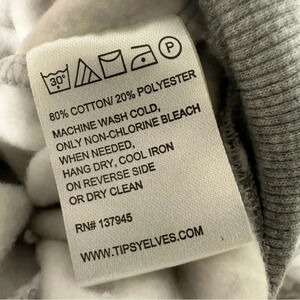 30°
P
80% COTTON/ 20% POLYESTER
MACHINE WASH COLD,
ONLY NON-CHLORINE BLEACH
WHEN NEEDED,
HANG DRY, COOL IRON
ON REVERSE SIDE
OR DRY CLEAN
RN# 137945
WWW.TIPSYELVES.COM